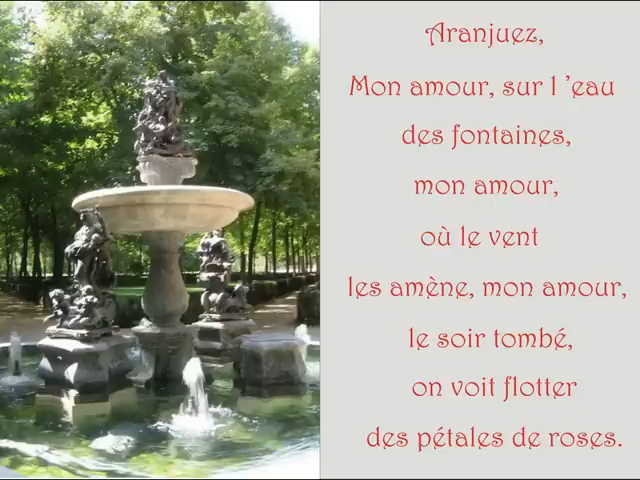 Aranjuez,
Mon amour, sur l ’eau
des fontaines,
mon amour,
où le vent
les amène, mon amour,
le soir tombé,
on voit flotter
des pétales de roses.